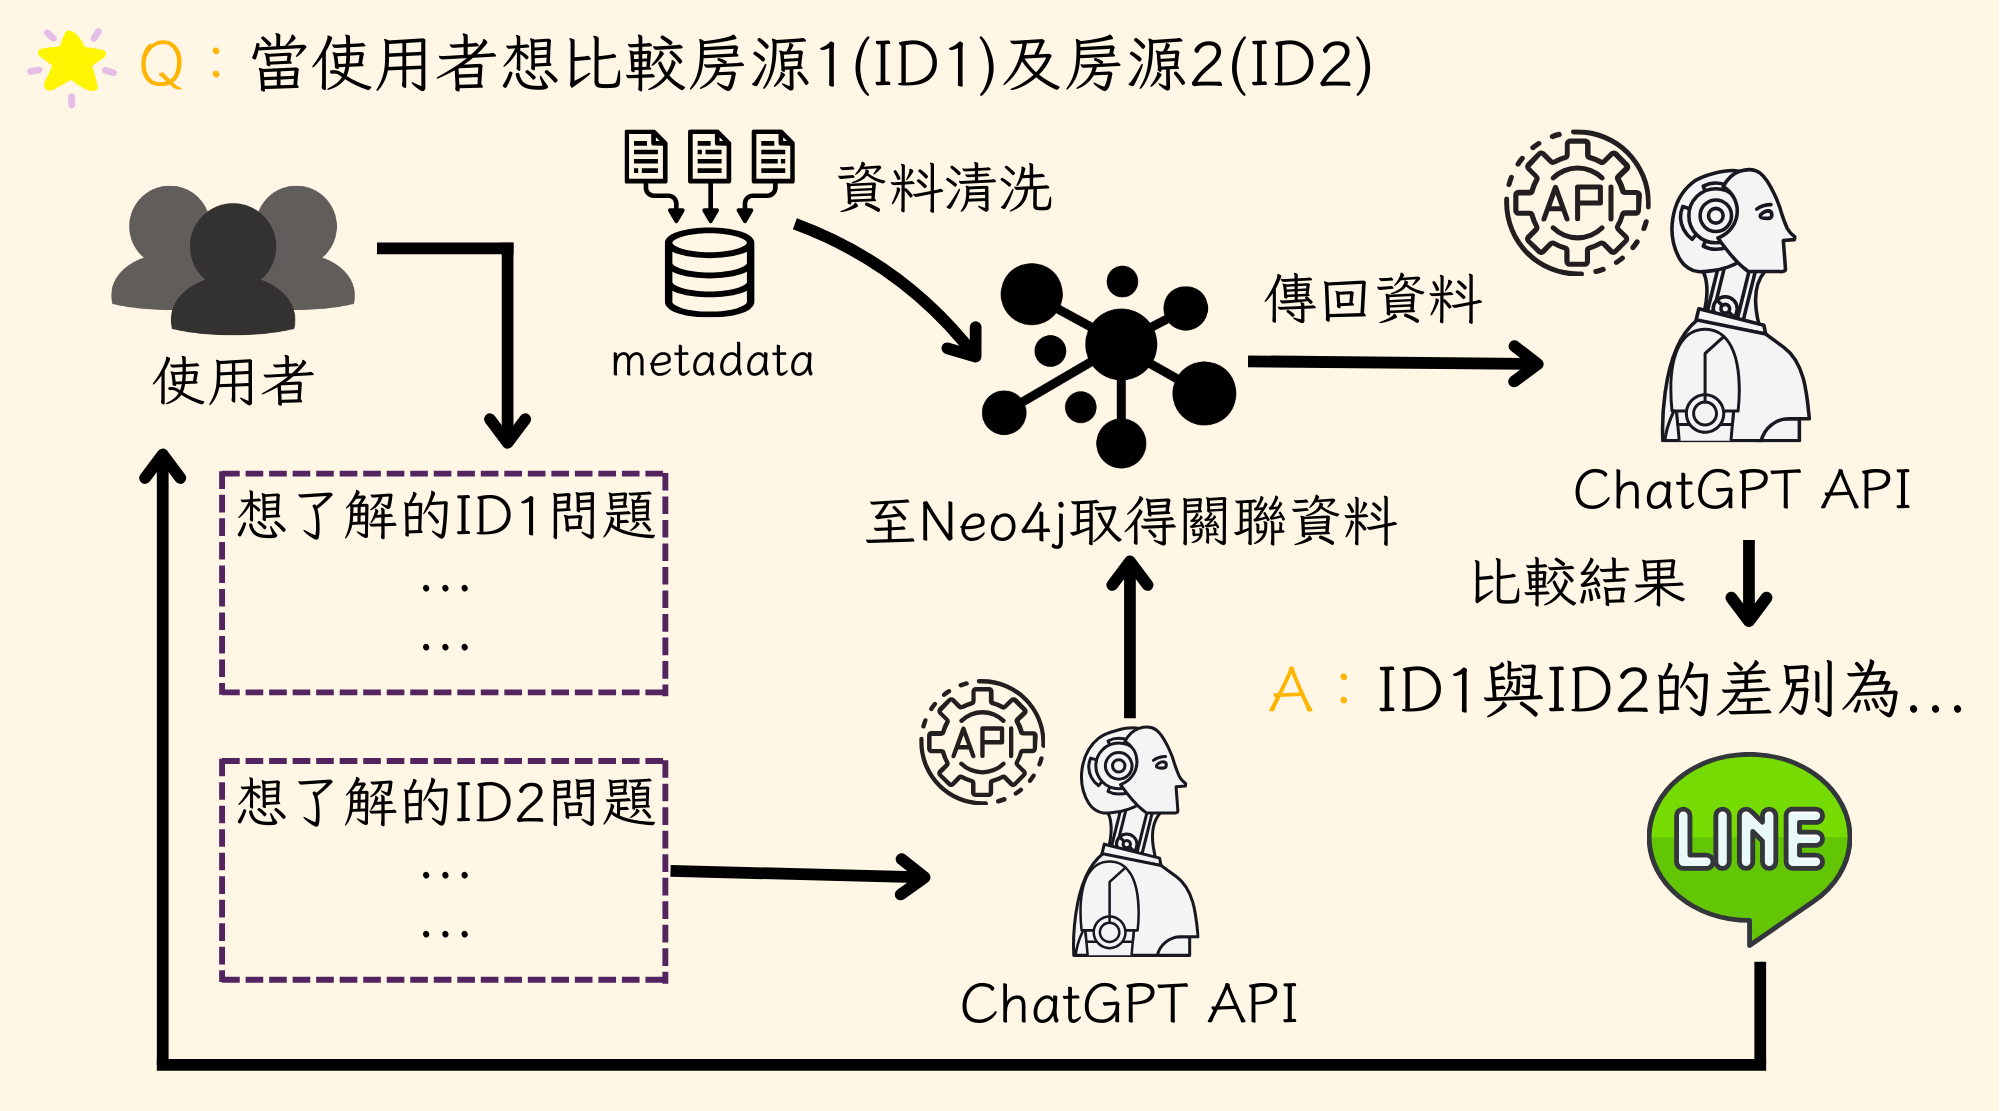 Q：當使用者想比較房源1(ID1)及房源2(ID2)
使用者
metadata
資料清洗
傳回資料
API
ChatGPT API
想了解的ID1問題
...
...
至Neo4j取得關聯資料
比較結果
A：ID1與ID2的差別為...
想了解的ID2問題
...
...
API
ChatGPT API
LINE